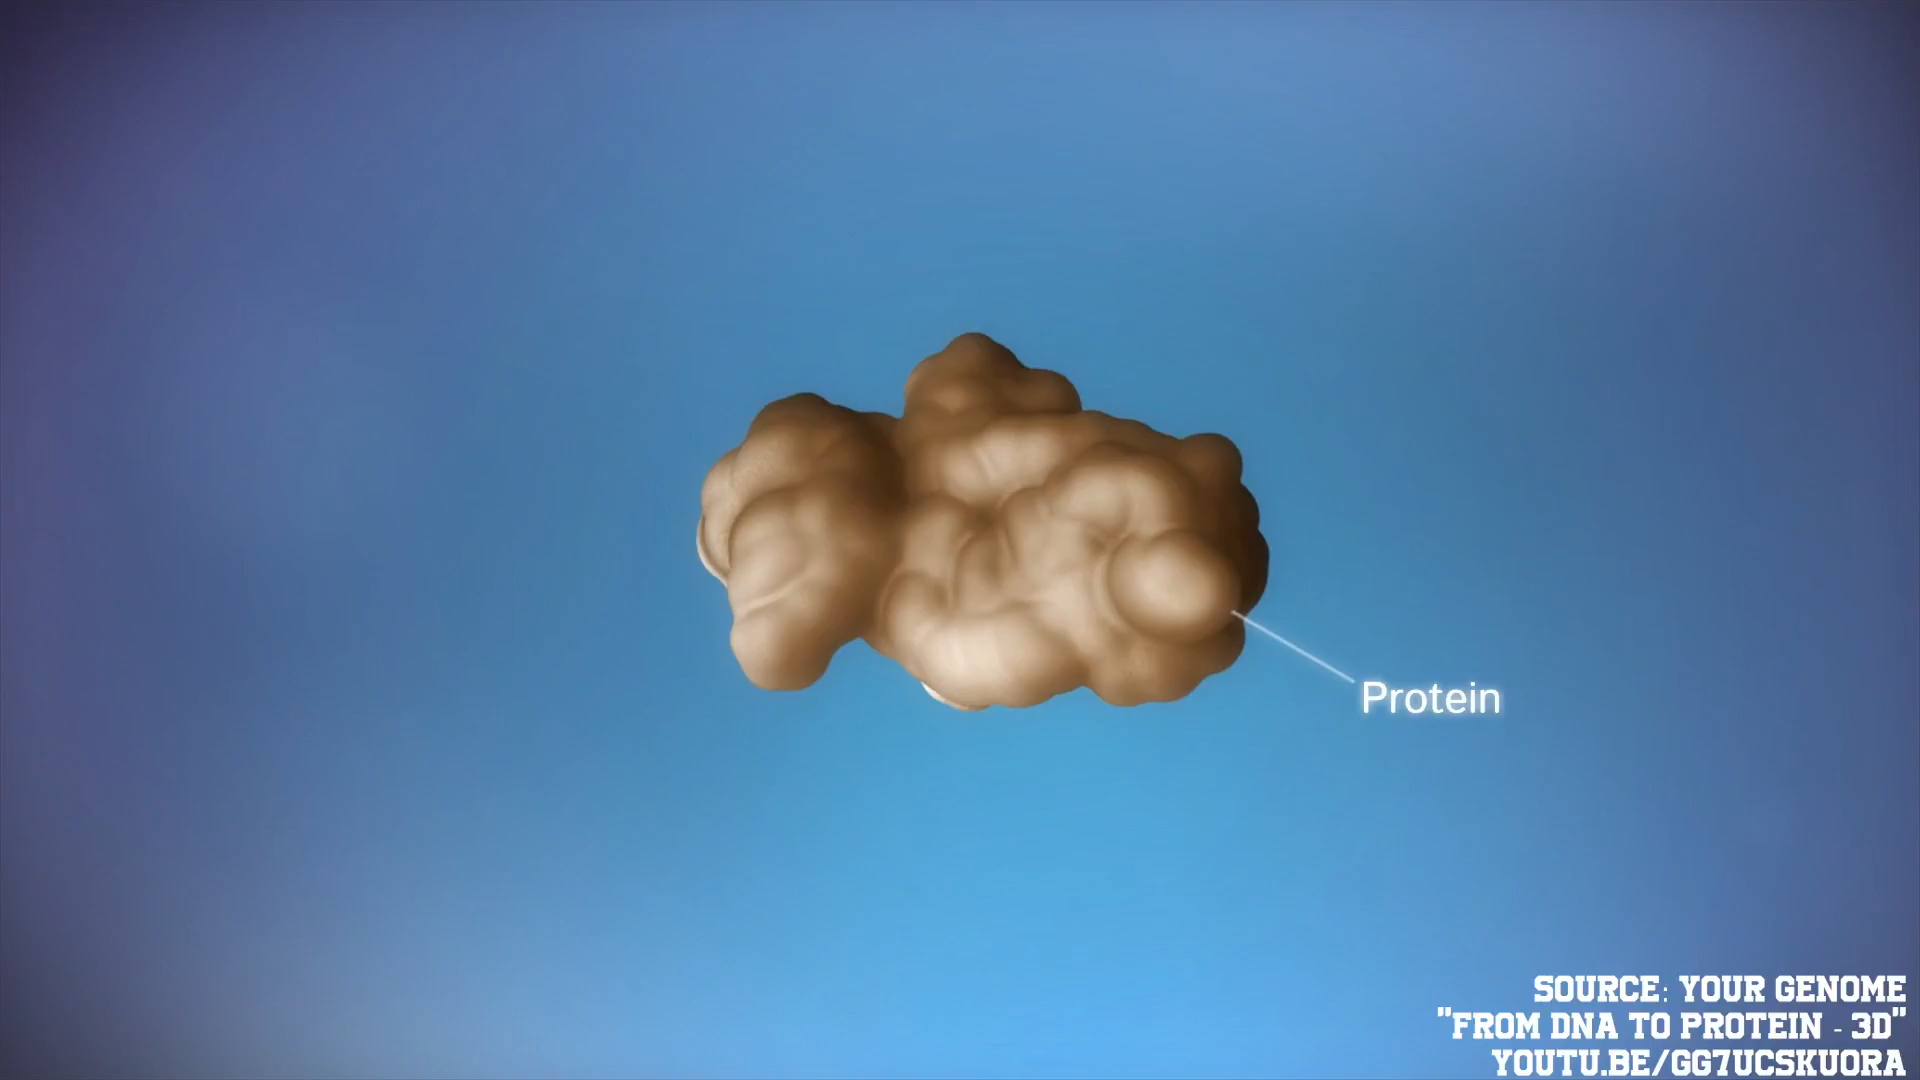 Protein
SOURCE: YOUR GENOME
"FROM DNA TO PROTEIN - 3D"
YOUTU.BE/GG7UCSKUORA